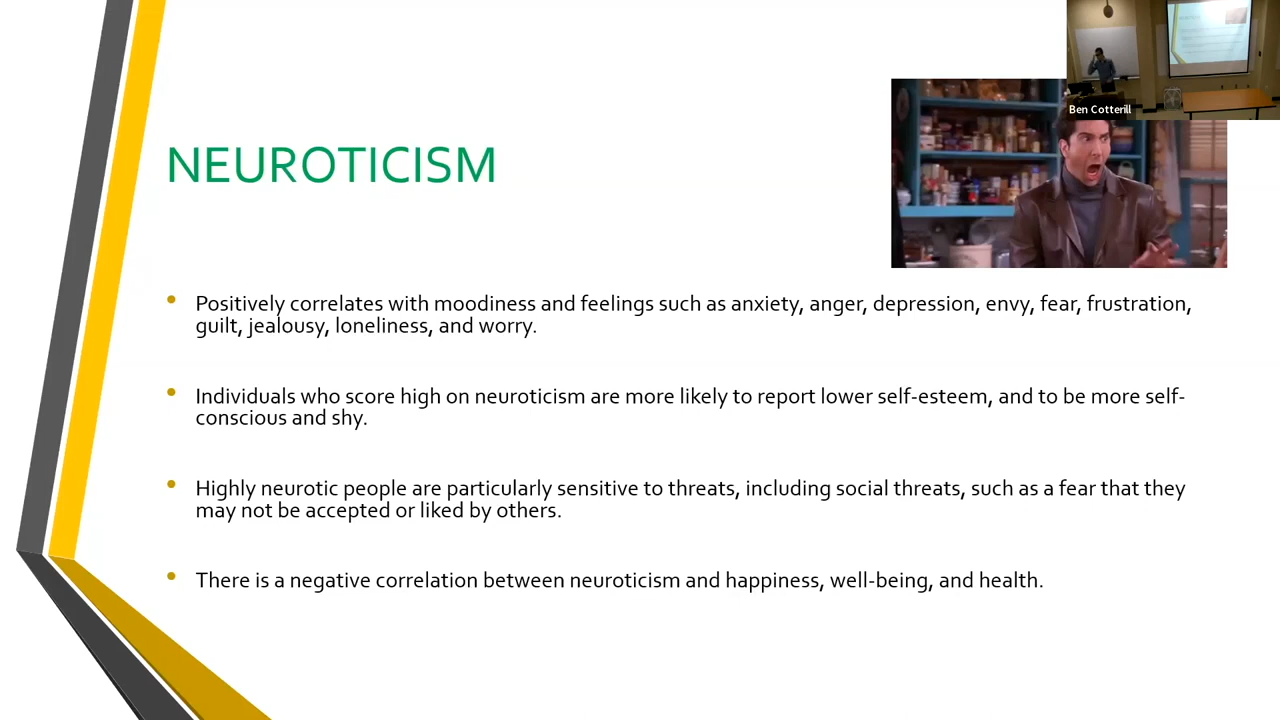 Ben Cotterill
NEUROTICISM
Positively correlates with moodiness and feelings such as anxiety, anger, depression, envy, fear, frustration,
guilt, jealousy, loneliness, and worry.
Individuals who score high on neuroticism are more likely to report lower self-esteem, and to be more self-
conscious and shy.
Highly neurotic people are particularly sensitive to threats, including social threats, such as a fear that they
may not be accepted or liked by others.
There is a negative correlation between neuroticism and happiness, well-being, and health.